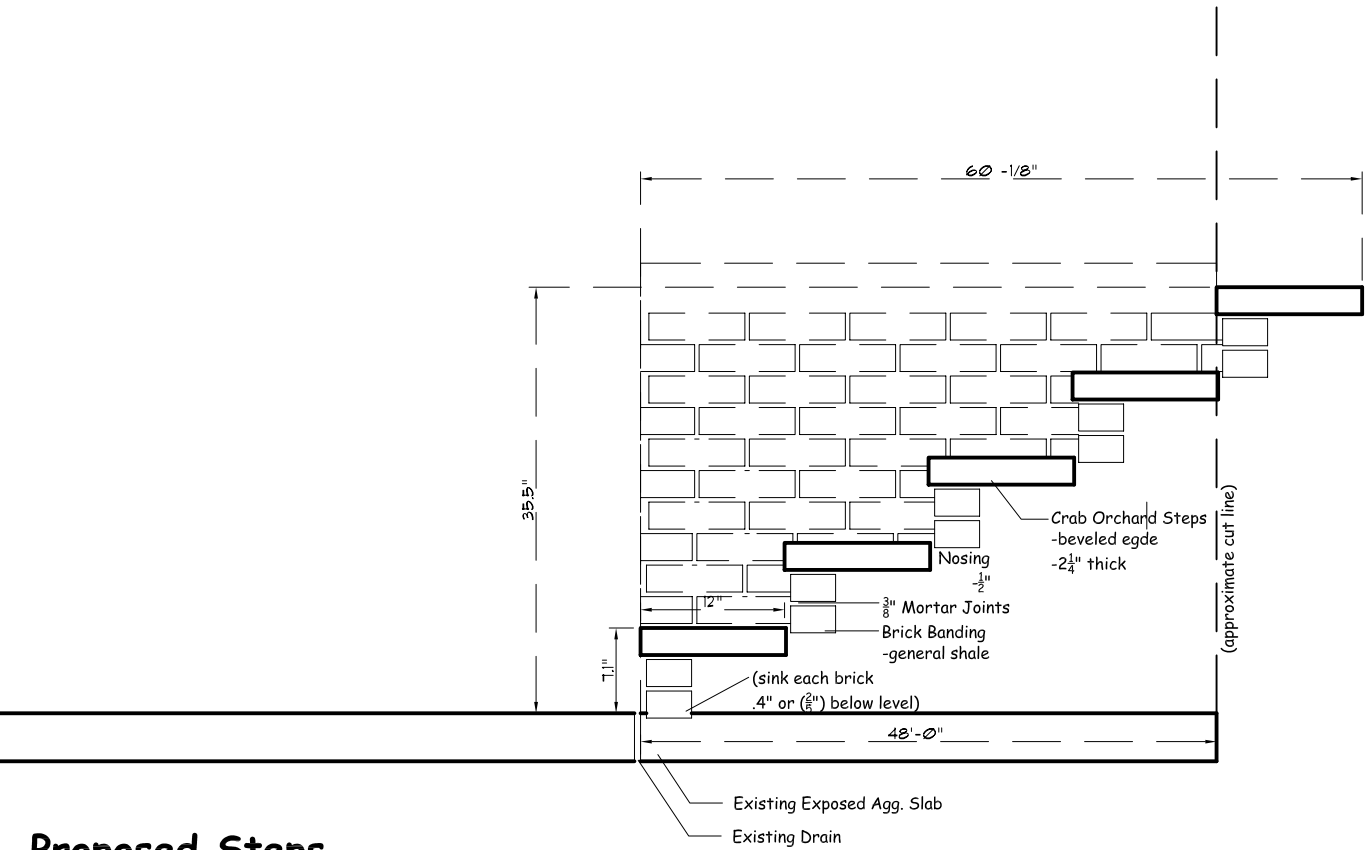 60 -1/8"
35.5"
Crab Orchard Steps
-beveled egde
-2 1/4" thick
(approximate cut line)
Nosing
-1/2"
12"
3/8" Mortar Joints
Brick Banding
-general shale
7.1"
(sink each brick
.4" or (2/5") below level)
48'-0"
Existing Exposed Agg. Slab
Existing Drain
Proposed Steps